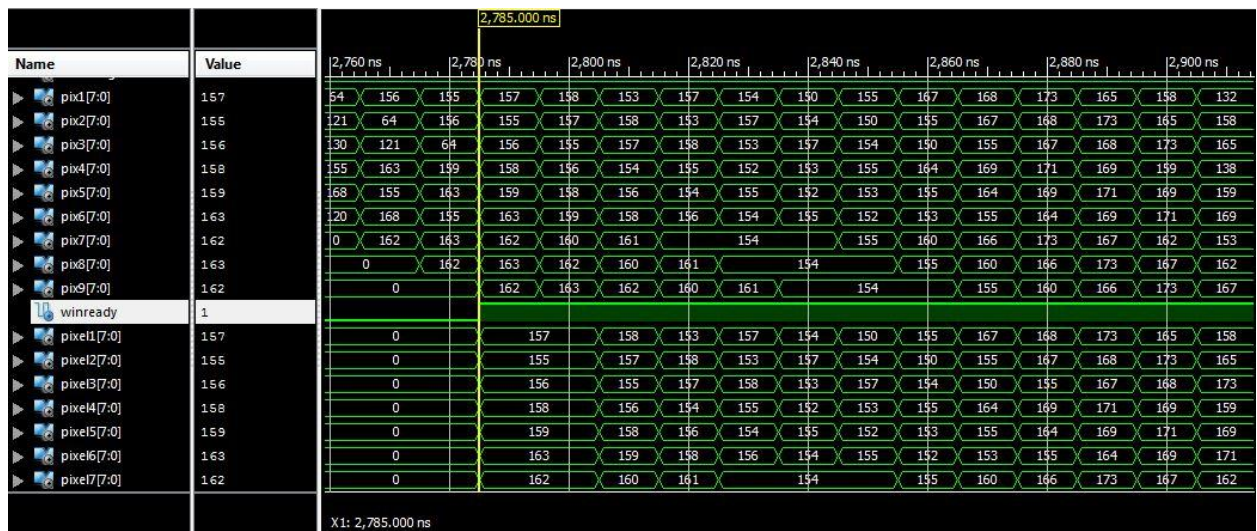 2,785.000 ns
Name Value 2,760 ns 2,780 ns 2,800 ns 2,820 ns 2,840 ns 2,860 ns 2,880 ns 2,900 ns
pix1[7:0] 157 64 156 155 157 158 153 157 154 150 155 167 168 173 165 158 132
pix2[7:0] 155 121 64 156 155 157 158 153 157 154 150 155 167 168 173 165 158
pix3[7:0] 156 130 121 64 156 155 157 158 153 157 154 150 155 167 168 173 165
pix4[7:0] 158 155 163 159 158 156 154 155 152 153 155 164 169 171 169 159 138
pix5[7:0] 159 168 155 163 159 158 156 154 155 152 153 155 164 169 171 169 159
pix6[7:0] 163 120 168 155 163 159 158 156 154 155 152 153 155 164 169 171 169
pix7[7:0] 162 0 162 163 162 160 161 154 155 160 166 173 167 162 153
pix8[7:0] 163 0 162 163 162 160 161 154 155 160 166 173 167 162
pix9[7:0] 162 0 162 163 162 160 161 154 155 160 166 173 167
winready 1
pixel1[7:0] 157 0 157 158 153 157 154 150 155 167 168 173 165 158
pixel2[7:0] 155 0 155 157 158 153 157 154 150 155 167 168 173 165
pixel3[7:0] 156 0 156 155 157 158 153 157 154 150 155 167 168 173
pixel4[7:0] 158 0 158 156 154 155 152 153 155 164 169 171 169 159
pixel5[7:0] 159 0 159 158 156 154 155 152 153 155 164 169 171 169
pixel6[7:0] 163 0 163 159 158 156 154 155 152 153 155 164 169 171
pixel7[7:0] 162 0 162 160 161 154 155 160 166 173 167 162
X1: 2,785.000 ns